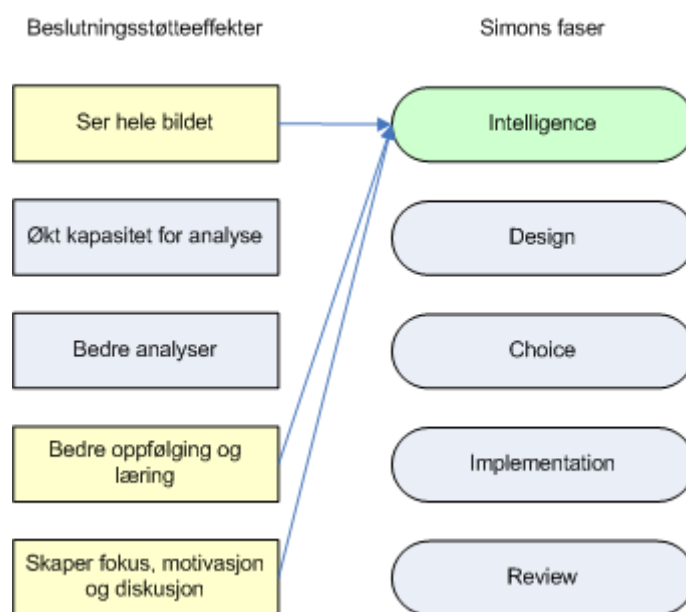 Beslutningsstøtteeffekter
Simons faser
Ser hele bildet
Intelligence
Økt kapasitet for analyse
Design
Bedre analyser
Choice
Bedre oppfølging og
læring
Implementation
Skaper fokus, motivasjon
og diskusjon
Review